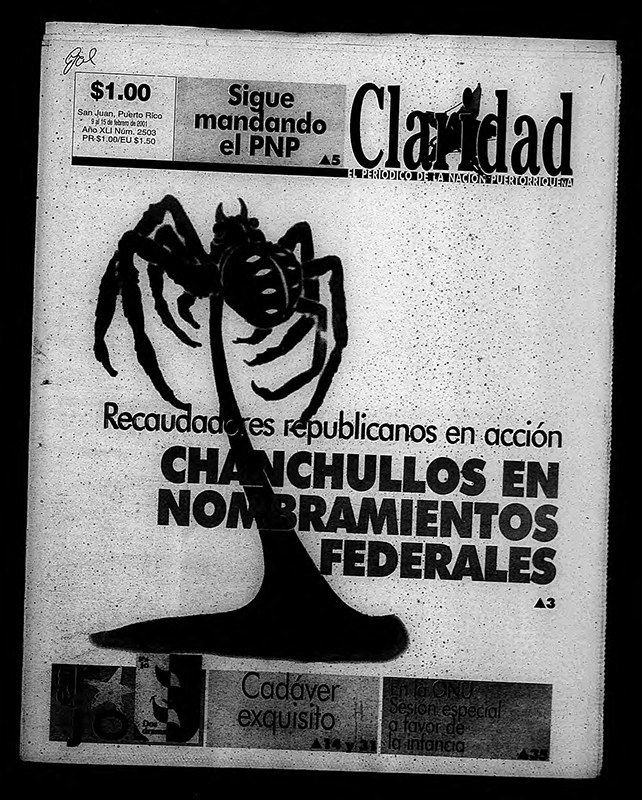 $1.00
San Juan, Puerto Rico
9 al 15 de febrero de 2001
Año XLI Núm. 2503
PR-$1.00/EU $1.50
Sigue
mandando
el PNP
▲5
Claridad
EL PERIÓDICO DE LA NACIÓN PUERTORRIQUEÑA
Recaudadores republicanos en acción
CHANCHULLOS EN
NOMBRAMIENTOS
FEDERALES
▲3
Cadáver
exquisito
▲14 y 31
En la ONU
Sesión especial
a favor de
la infancia
▲35